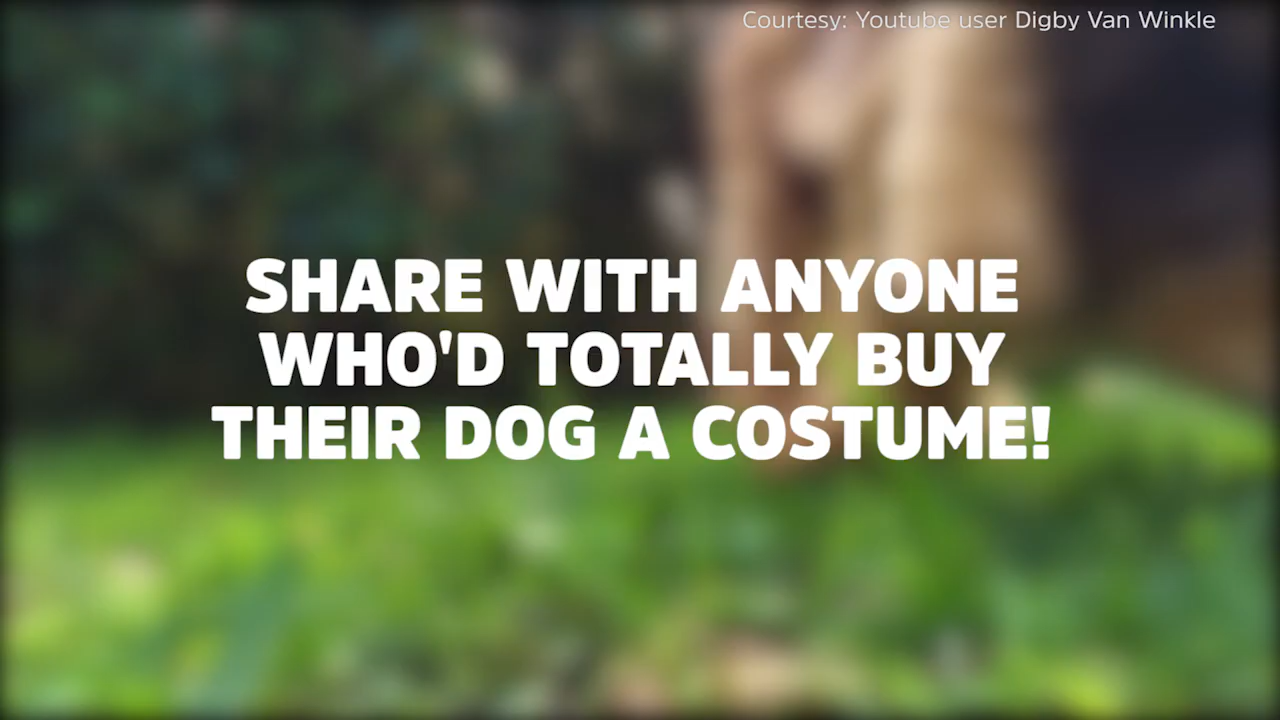 Courtesy: Youtube user Digby Van Winkle
SHARE WITH ANYONE
WHO'D TOTALLY BUY
THEIR DOG A COSTUME!